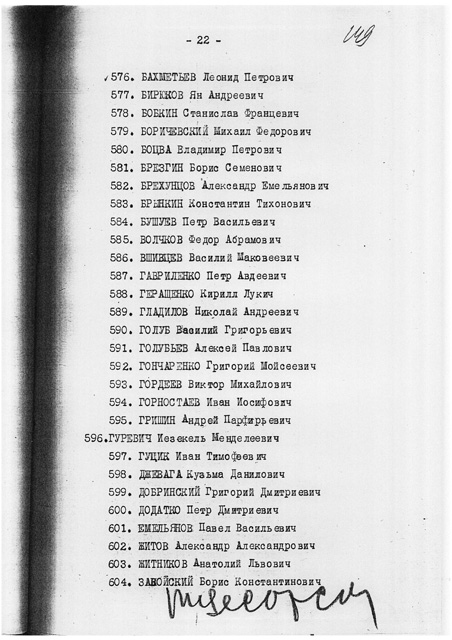 - 22 -
149
576. БАХМЕТЬЕВ Леонид Петрович
577. БИРЕКОВ Ян Андреевич
578. БОБКИН Станислав Францевич
579. БОРИЧЕВСКИЙ Михаил Федорович
580. БОЦВА Владимир Петрович
581. БРЕЗГИН Борис Семенович
582. БРЕХУНЦОВ Александр Емельянович
583. БРЫНКИН Константин Тихонович
584. БУШУЕВ Петр Васильевич
585. ВОЛЧКОВ Федор Абрамович
586. ВШИВЦЕВ Василий Маковеевич
587. ГАВРИЛЕНКО Петр Авдеевич
588. ГЕРАЩЕНКО Кирилл Лукич
589. ГЛАДИЛОВ Николай Андреевич
590. ГОЛУБ Василий Григорьевич
591. ГОЛУБЬЕВ Алексей Павлович
592. ГОНЧАРЕНКО Григорий Мойсеевич
593. ГОРДЕЕВ Виктор Михайлович
594. ГОРНОСТАЕВ Иван Иосифович
595. ГРИШИН Андрей Парфирьевич
596. ГУРЕВИЧ Иезекель Менделеевич
597. ГУЦИК Иван Тимофеевич
598. ДЖЕВАГА Кузьма Данилович
599. ДОБРИНСКИЙ Григорий Дмитриевич
600. ДОДАТКО Петр Дмитриевич
601. ЕМЕЛЬЯНОВ Павел Васильевич
602. ЖИТОВ Александр Александрович
603. ЖИТНИКОВ Анатолий Львович
604. ЗАВОЙСКИЙ Борис Константинович